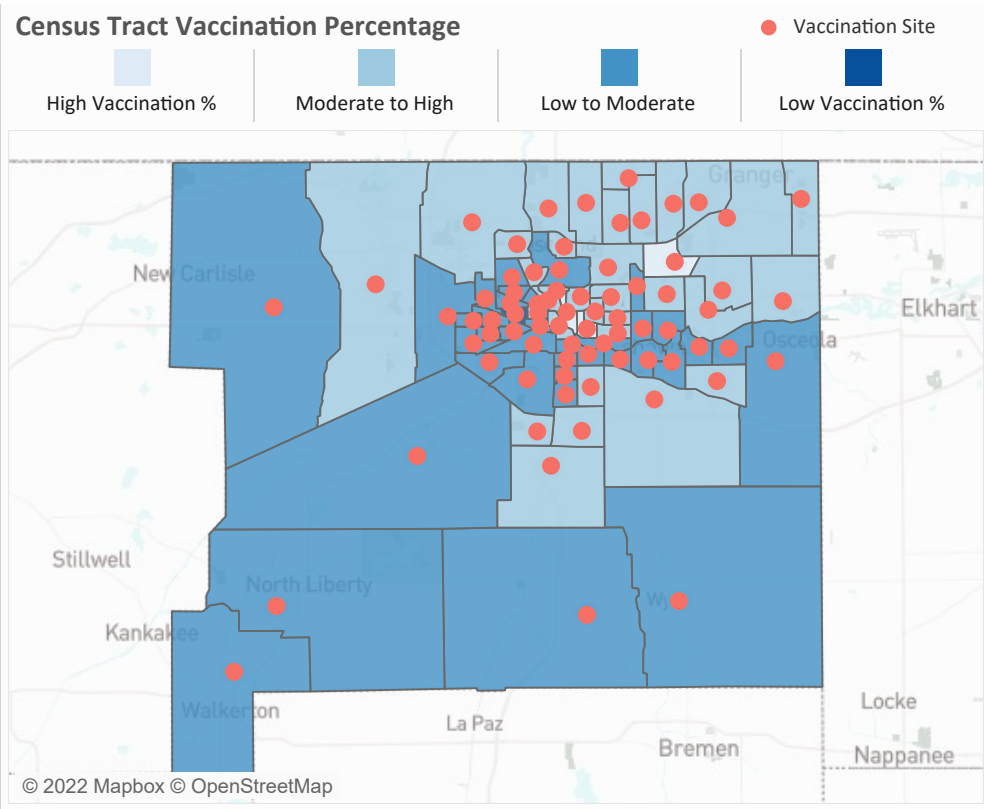 Census Tract Vaccination Percentage
Vaccination Site
High Vaccination %
Moderate to High
Low to Moderate
Low Vaccination %
Granger
New Carlisle
Elkhart
Osceola
Stillwell
North Liberty
Kankakee
Walkerton
La Paz
Locke
Bremen
Nappanee
© 2022 Mapbox © OpenStreetMap